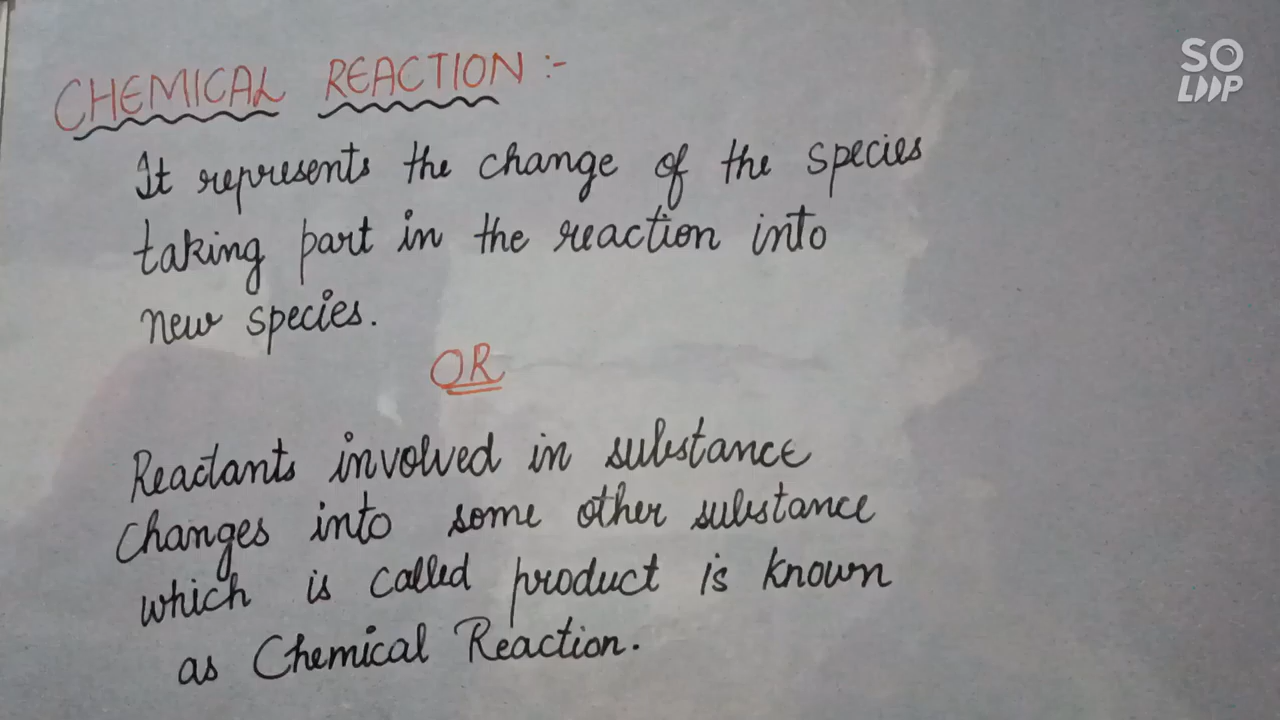 CHEMICAL REACTION :-
It represents the change of the species
taking part in the reaction into
new species.
OR
Reactants involved in substance
changes into some other substance
which is called product is known
as Chemical Reaction.
SO
LOOP